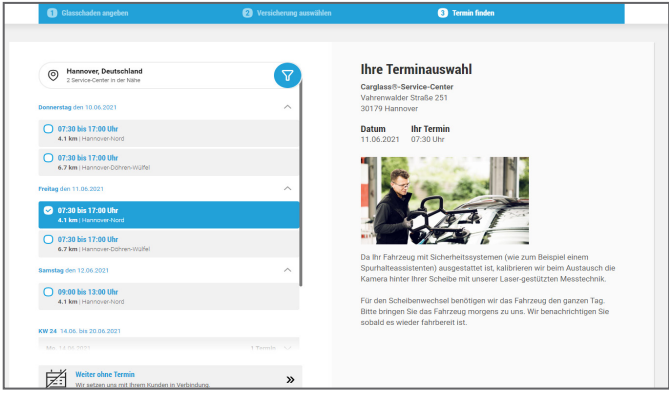 1 Glasschaden angeben
2 Versicherung auswählen
3 Termin finden
Hannover, Deutschland
2 Service-Center in der Nähe
Donnerstag den 10.06.2021
07:30 bis 17:00 Uhr
4.1 km | Hannover-Nord
07:30 bis 17:00 Uhr
6.7 km | Hannover-Döhren-Wülfel
Freitag den 11.06.2021
07:30 bis 17:00 Uhr
4.1 km | Hannover-Nord
07:30 bis 17:00 Uhr
6.7 km | Hannover-Döhren-Wülfel
Samstag den 12.06.2021
09:00 bis 13:00 Uhr
4.1 km | Hannover-Nord
KW 24 14.06. bis 20.06.2021
Mo. 14.06.2021 1 Termin
Weiter ohne Termin
Wir setzen uns mit Ihrem Kunden in Verbindung.
Ihre Terminauswahl
Carglass®-Service-Center
Vahrenwalder Straße 251
30179 Hannover
Datum Ihr Termin
11.06.2021 07:30 Uhr
Da Ihr Fahrzeug mit Sicherheitssystemen (wie zum Beispiel einem
Spurhalteassistenten) ausgestattet ist, kalibrieren wir beim Austausch die
Kamera hinter Ihrer Scheibe mit unserer Laser-gestützten Messtechnik.
Für den Scheibenwechsel benötigen wir das Fahrzeug den ganzen Tag.
Bitte bringen Sie das Fahrzeug morgens zu uns. Wir benachrichtigen Sie
sobald es wieder fahrbereit ist.